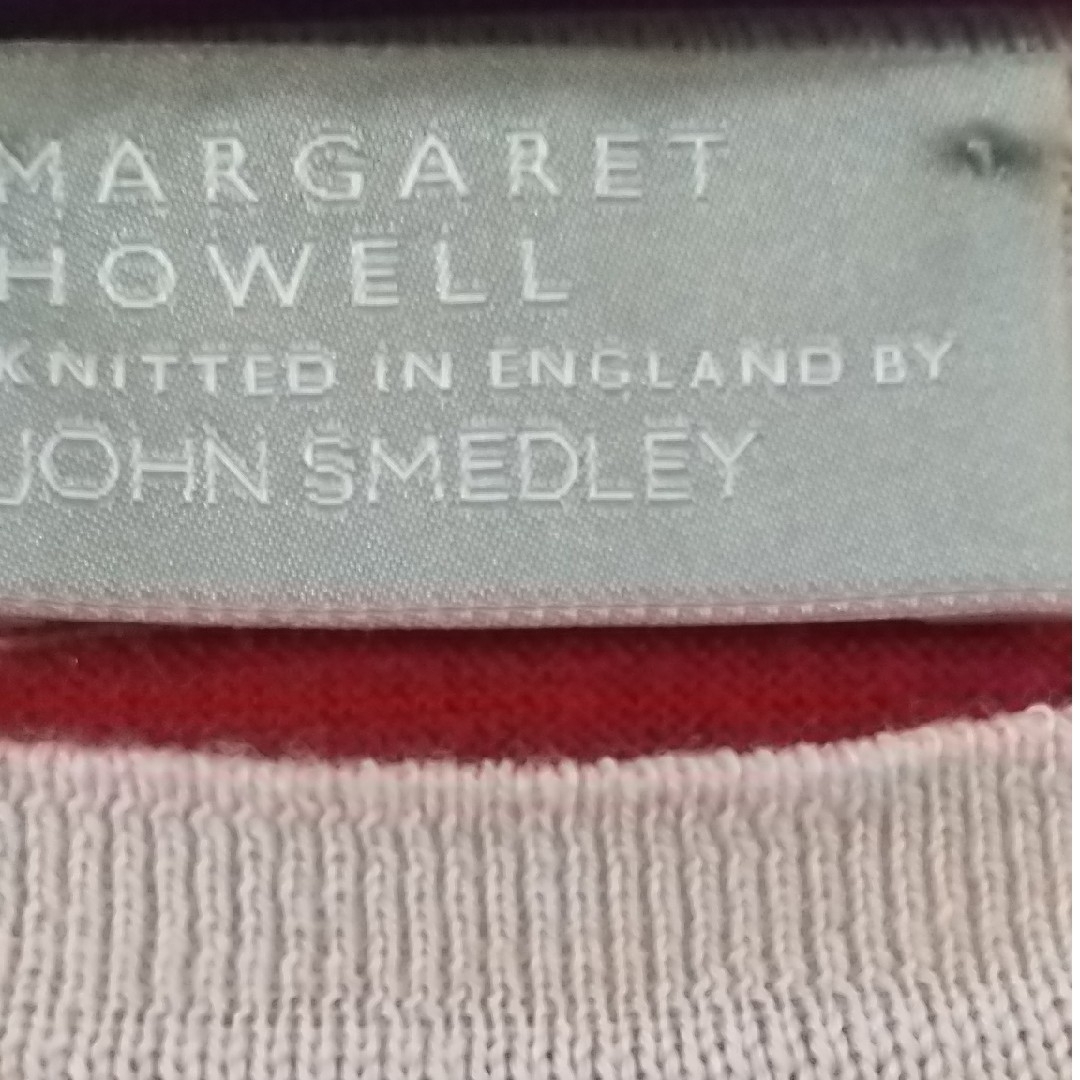 MARGARET
HOWELL
KNITTED IN ENGLAND BY
JOHN SMEDLEY